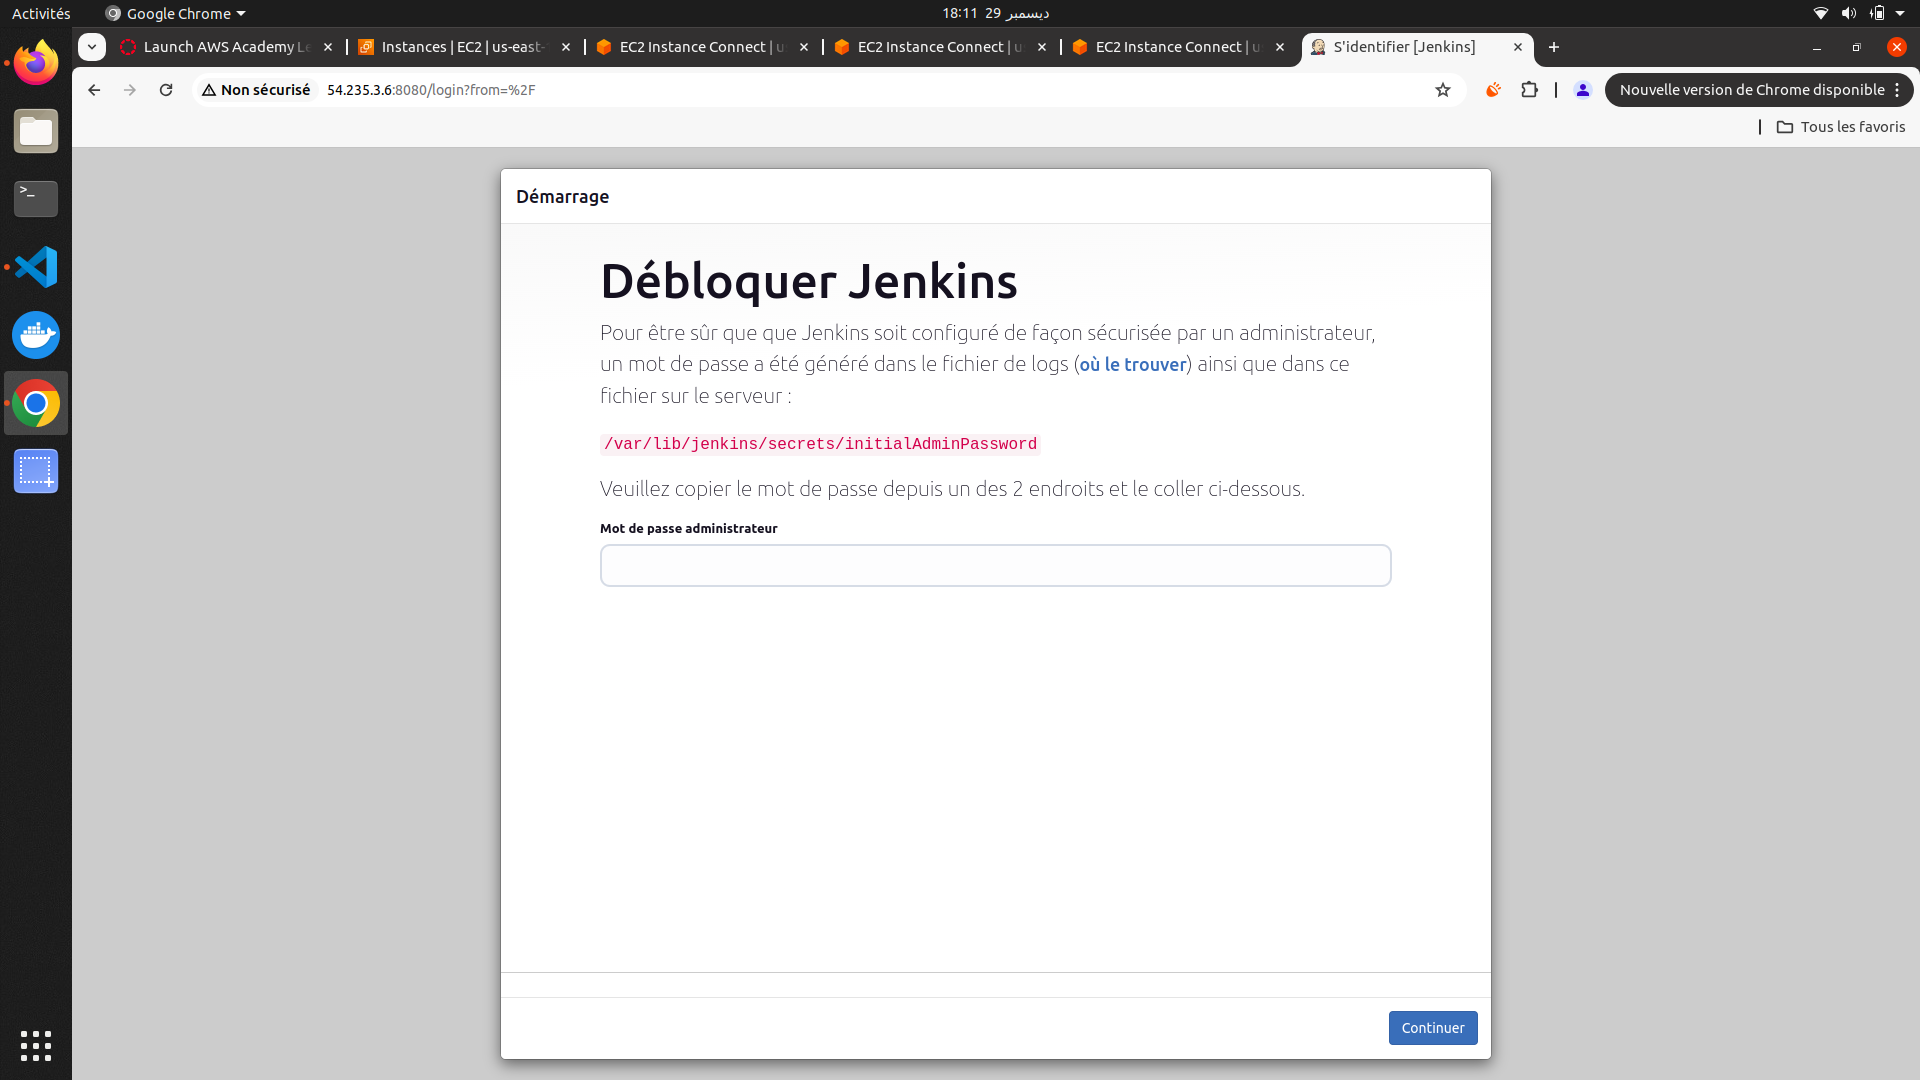 Activités
Google Chrome
18:11 29 ديسمبر
Launch AWS Academy Le
Instances | EC2 | us-east-
EC2 Instance Connect | u
EC2 Instance Connect | u
EC2 Instance Connect | us
S'identifier [Jenkins]
Non sécurisé
54.235.3.6:8080/login?from=%2F
Nouvelle version de Chrome disponible
Tous les favoris
Démarrage
Débloquer Jenkins
Pour être sûr que que Jenkins soit configuré de façon sécurisée par un administrateur,
un mot de passe a été généré dans le fichier de logs (où le trouver) ainsi que dans ce
fichier sur le serveur :
/var/lib/jenkins/secrets/initialAdminPassword
Veuillez copier le mot de passe depuis un des 2 endroits et le coller ci-dessous.
Mot de passe administrateur
Continuer